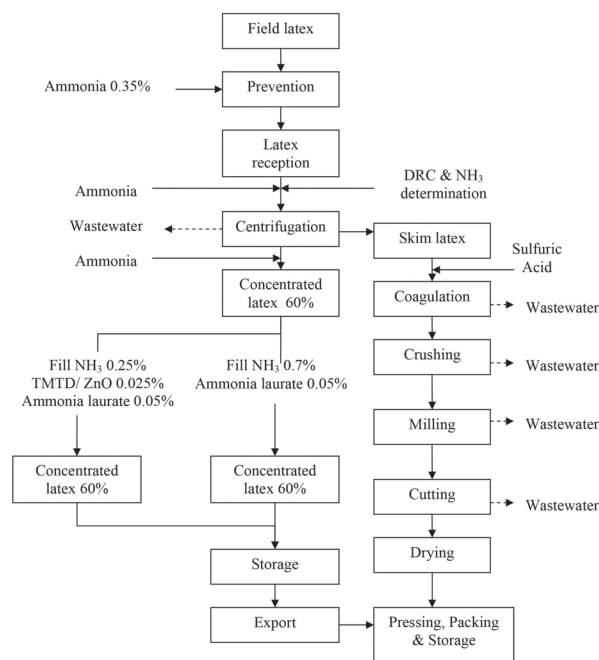 Field latex
Ammonia 0.35%
Prevention
Latex
reception
Ammonia
DRC & NH₃
determination
Wastewater
Centrifugation
Skim latex
Ammonia
Sulfuric
Acid
Concentrated
latex 60%
Coagulation
Wastewater
Fill NH₃ 0.25%
TMTD/ ZnO 0.025%
Ammonia laurate 0.05%
Fill NH₃ 0.7%
Ammonia laurate 0.05%
Crushing
Wastewater
Milling
Wastewater
Concentrated
latex 60%
Concentrated
latex 60%
Cutting
Wastewater
Storage
Drying
Export
Pressing, Packing
& Storage